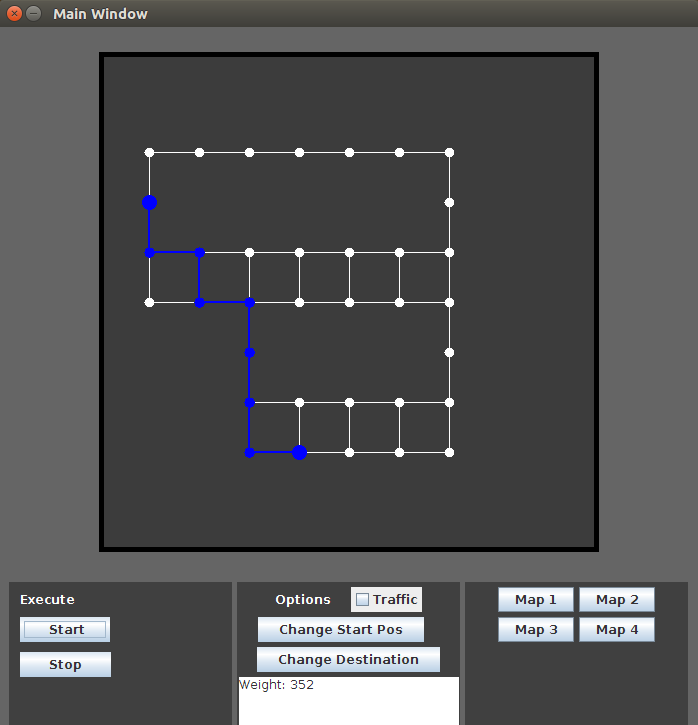 Main Window
Execute
Start
Stop
Options
Traffic
Change Start Pos
Change Destination
Weight: 352
Map 1
Map 2
Map 3
Map 4